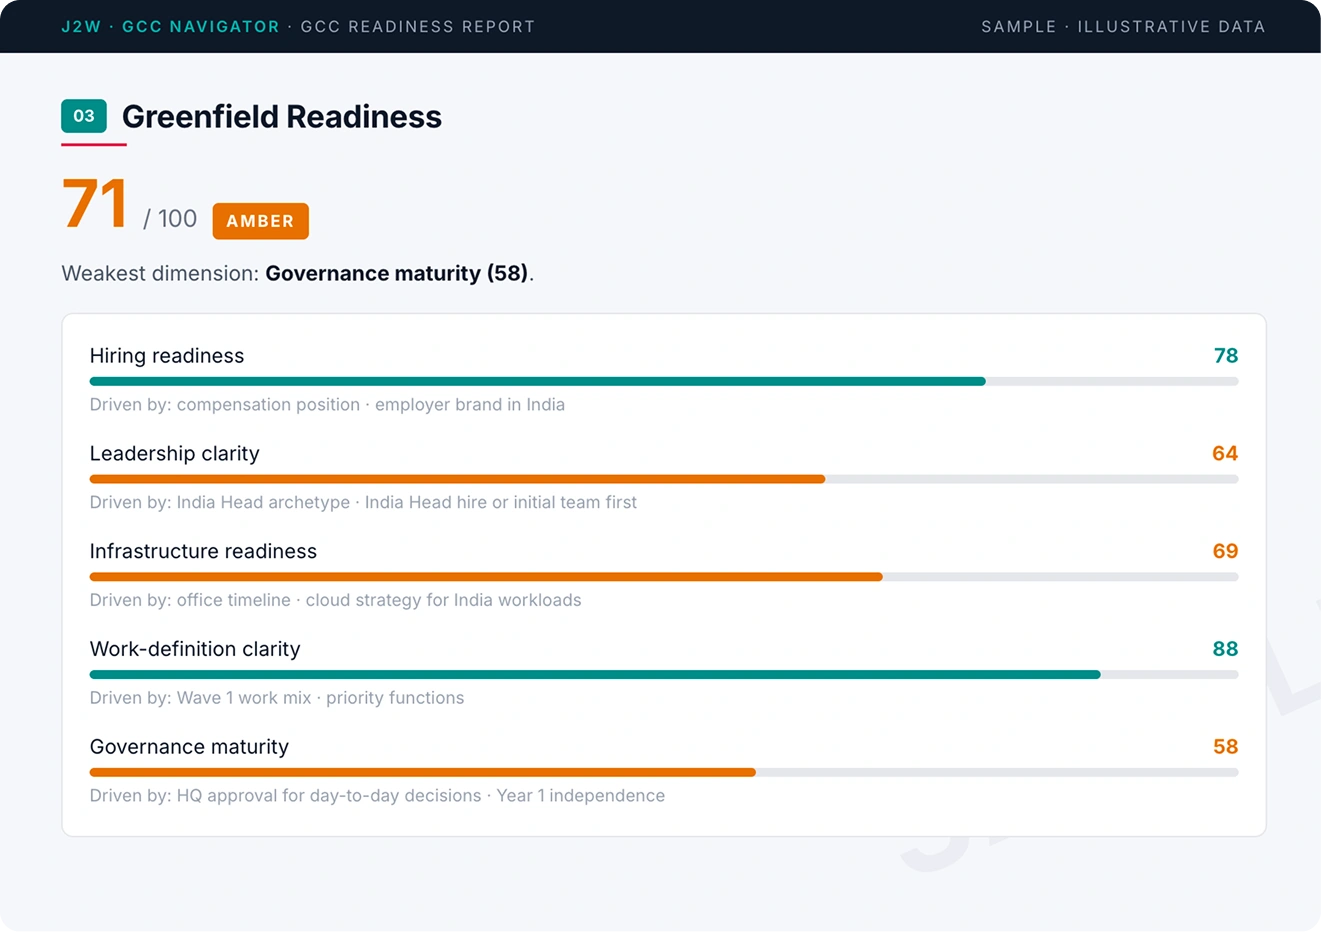 J2W · GCC NAVIGATOR · GCC READINESS REPORT
SAMPLE · ILLUSTRATIVE DATA
03 Greenfield Readiness
71 / 100 AMBER
Weakest dimension: Governance maturity (58).
Hiring readiness 78
Driven by: compensation position · employer brand in India
Leadership clarity 64
Driven by: India Head archetype · India Head hire or initial team first
Infrastructure readiness 69
Driven by: office timeline · cloud strategy for India workloads
Work-definition clarity 88
Driven by: Wave 1 work mix · priority functions
Governance maturity 58
Driven by: HQ approval for day-to-day decisions · Year 1 independence